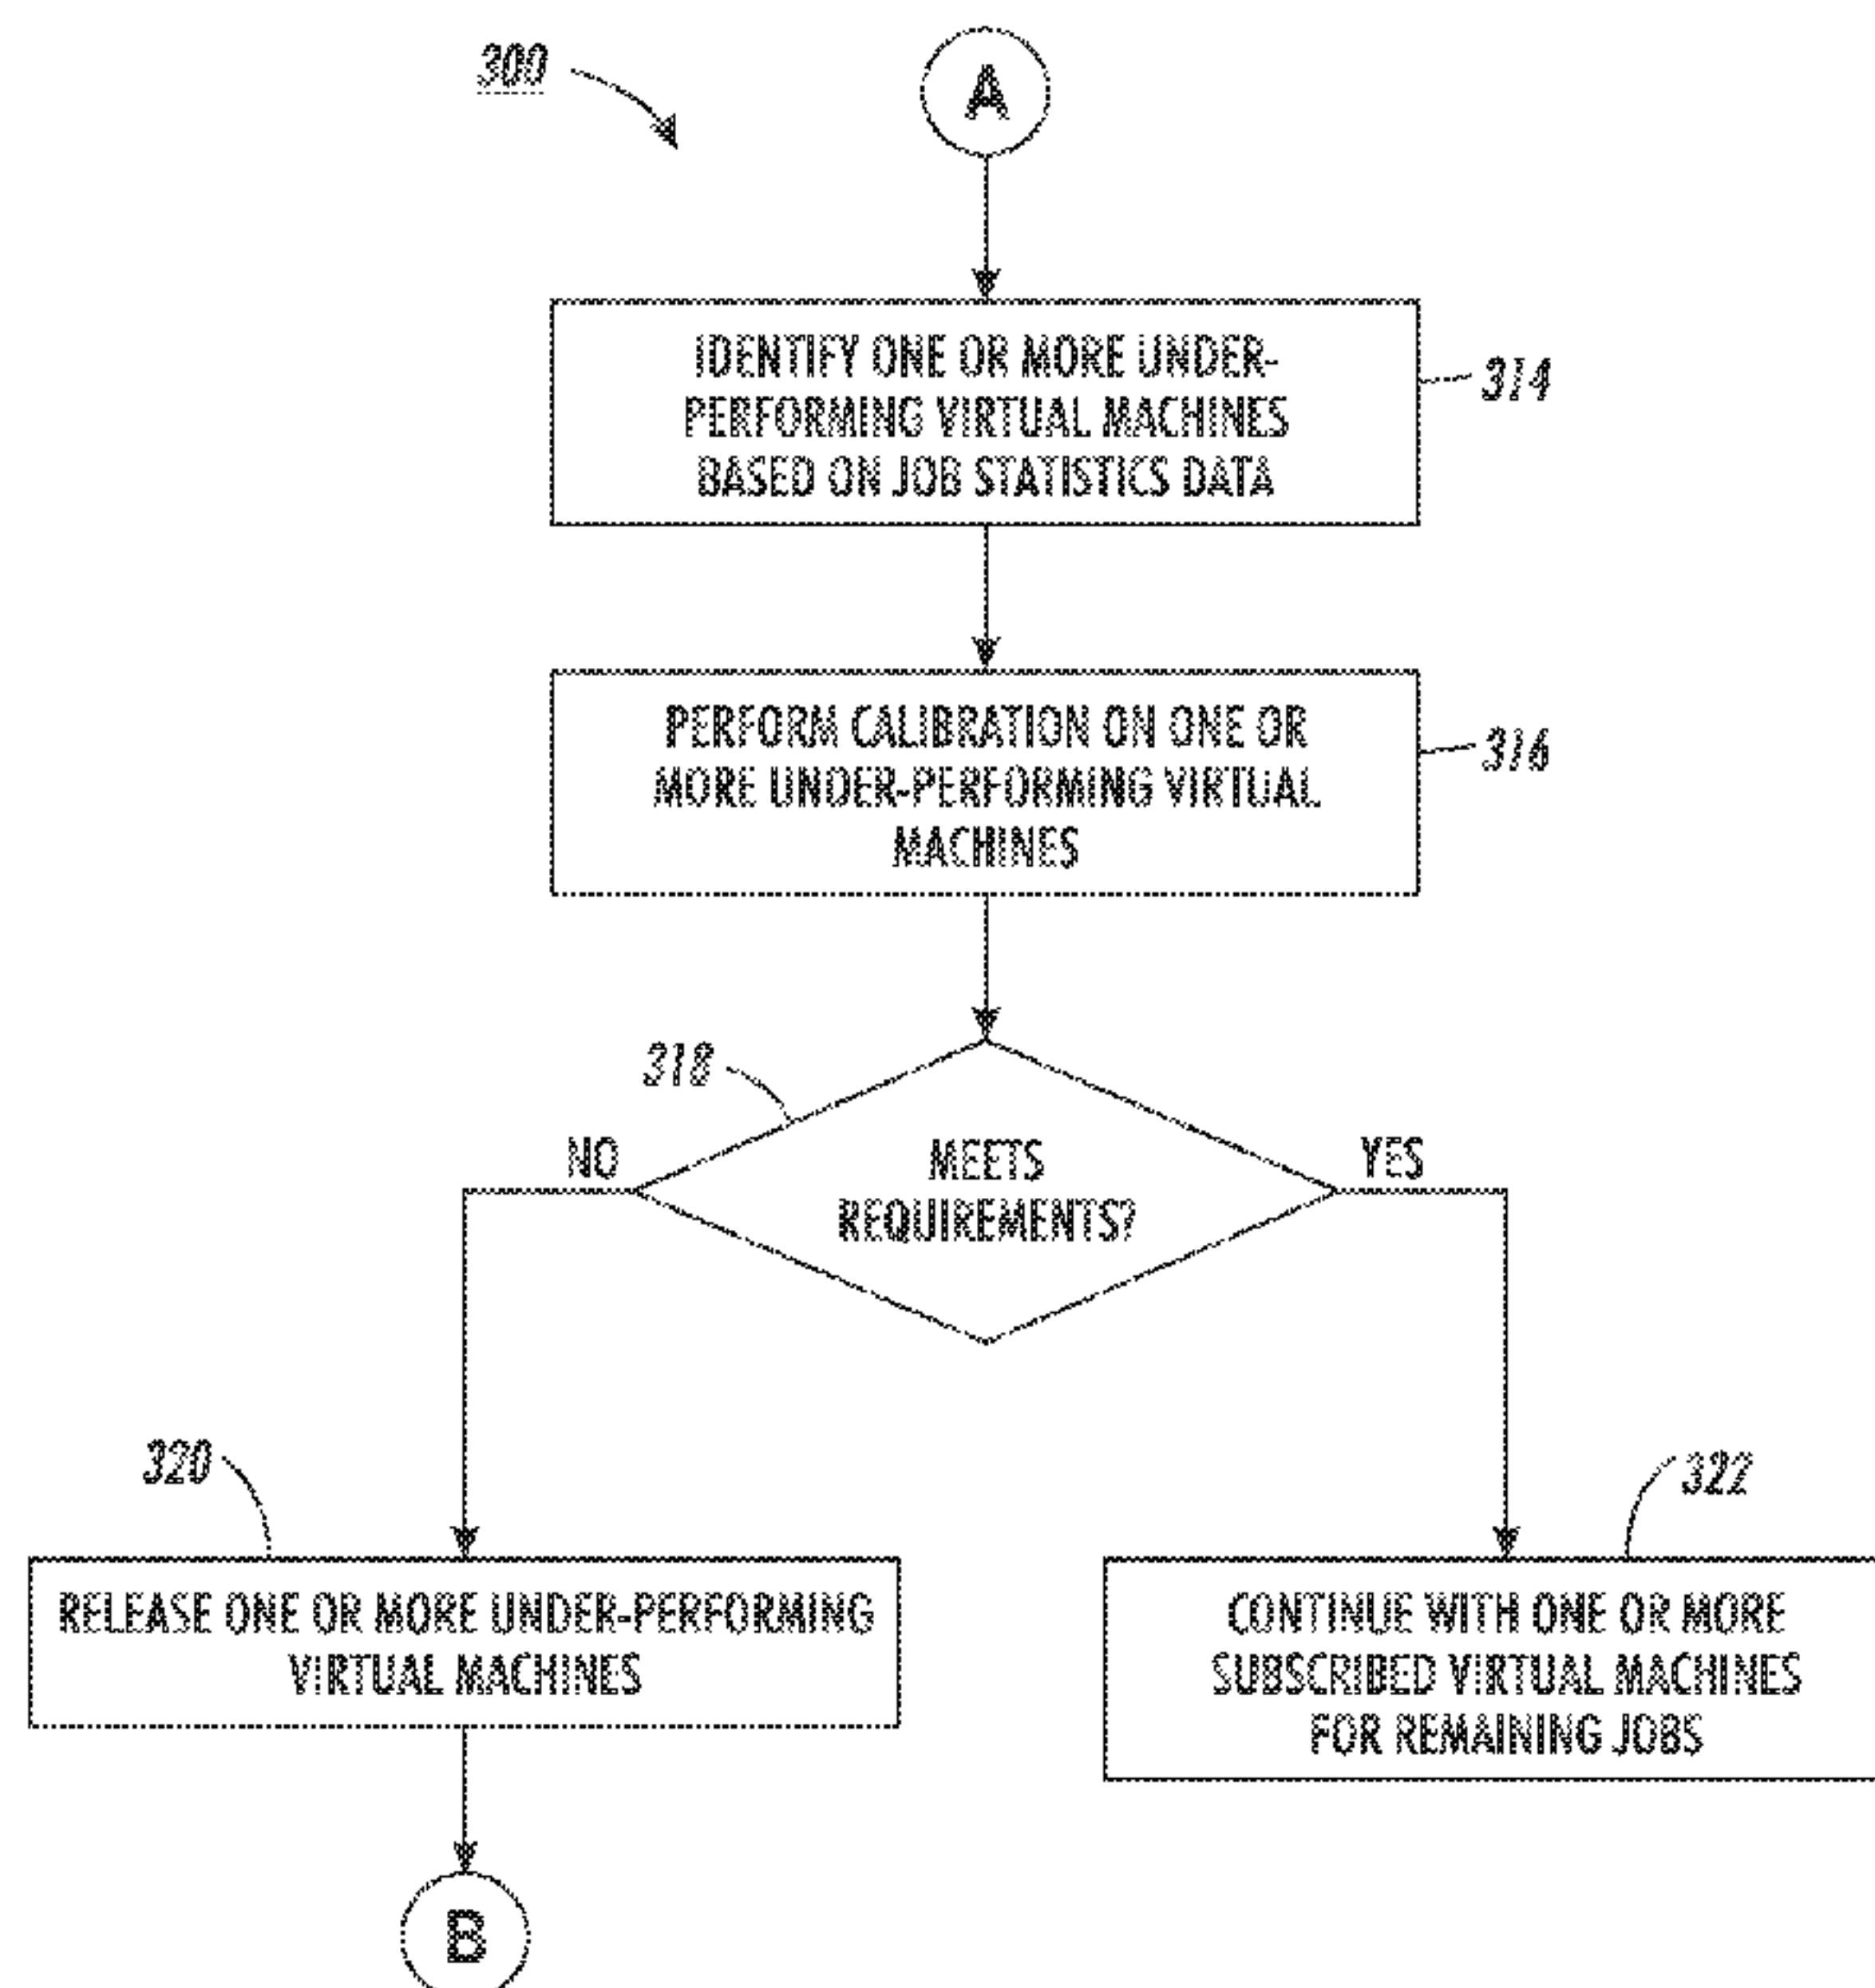 300
A
IDENTIFY ONE OR MORE UNDER-
PERFORMING VIRTUAL MACHINES
BASED ON JOB STATISTICS DATA
314
PERFORM CALIBRATION ON ONE OR
MORE UNDER-PERFORMING VIRTUAL
MACHINES
316
318
NO
MEETS
REQUIREMENTS?
YES
320
RELEASE ONE OR MORE UNDER-PERFORMING
VIRTUAL MACHINES
322
CONTINUE WITH ONE OR MORE
SUBSCRIBED VIRTUAL MACHINES
FOR REMAINING JOBS
B